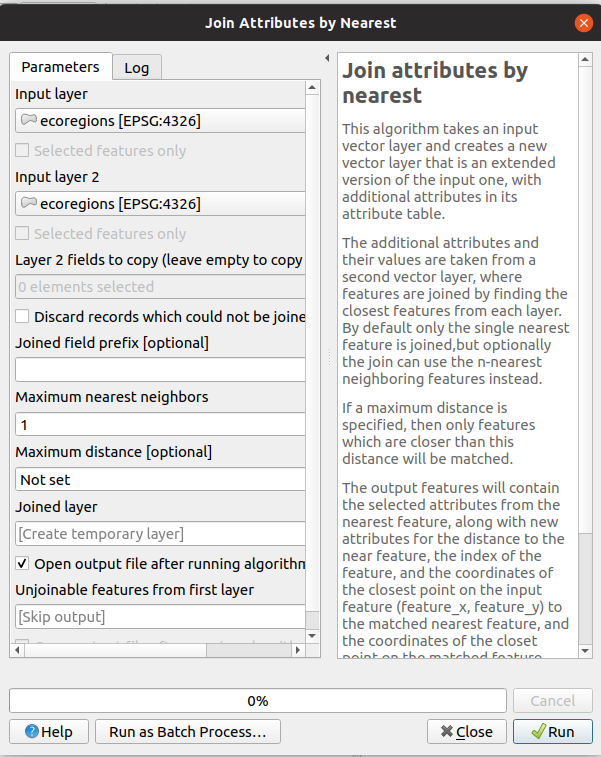 Join Attributes by Nearest
Parameters
Log
Input layer
ecoregions [EPSG:4326]
Selected features only
Input layer 2
ecoregions [EPSG:4326]
Selected features only
Layer 2 fields to copy (leave empty to copy
0 elements selected
Discard records which could not be joine
Joined field prefix [optional]
Maximum nearest neighbors
1
Maximum distance [optional]
Not set
Joined layer
[Create temporary layer]
Open output file after running algorithm
Unjoinable features from first layer
[Skip output]
Join attributes by
nearest
This algorithm takes an input
vector layer and creates a new
vector layer that is an extended
version of the input one, with
additional attributes in its
attribute table.
The additional attributes and
their values are taken from a
second vector layer, where
features are joined by finding the
closest features from each layer.
By default only the single nearest
feature is joined,but optionally
the join can use the n-nearest
neighboring features instead.
If a maximum distance is
specified, then only features
which are closer than this
distance will be matched.
The output features will contain
the selected attributes from the
nearest feature, along with new
attributes for the distance to the
near feature, the index of the
feature, and the coordinates of
the closest point on the input
feature (feature_x, feature_y) to
the matched nearest feature, and
the coordinates of the closet
point on the matched feature
0%
Cancel
Help
Run as Batch Process…
Close
Run